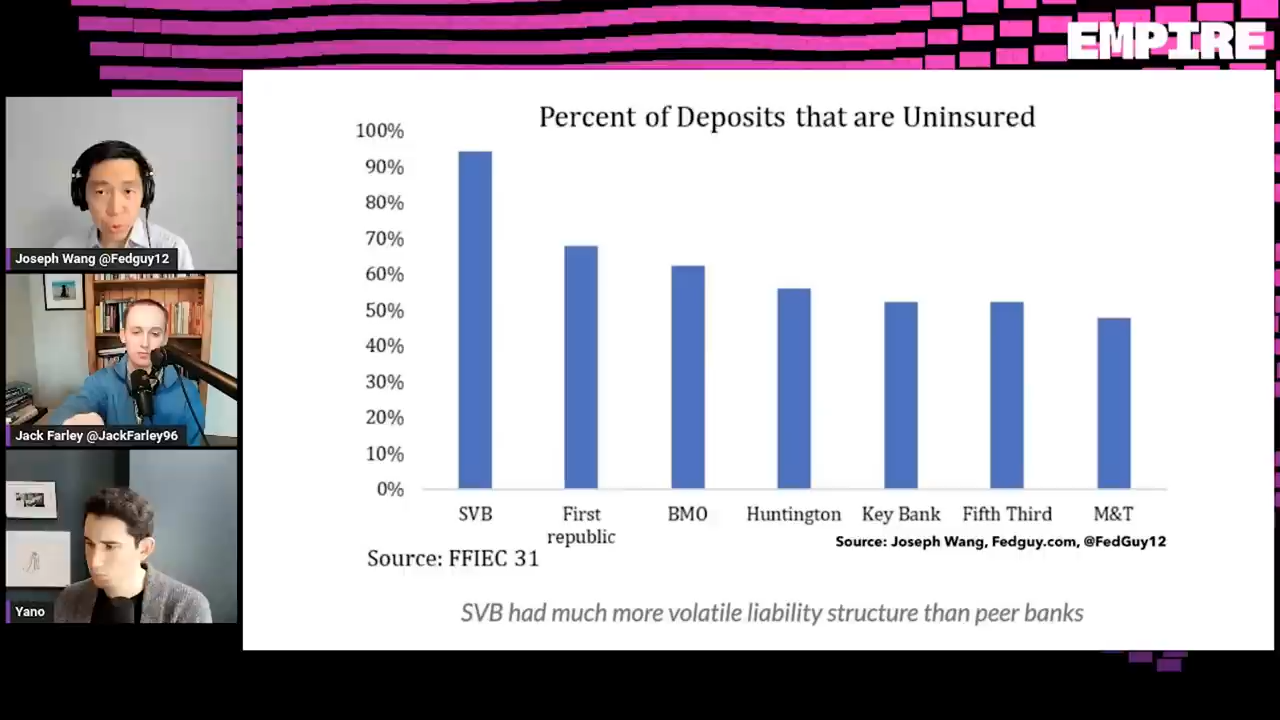 EMPIRE
Joseph Wang @Fedguy12
Jack Farley @JackFarley96
Yano
Percent of Deposits that are Uninsured
100%
90%
80%
70%
60%
50%
40%
30%
20%
10%
0%
SVB
First
republic
BMO
Huntington
Key Bank
Fifth Third
M&T
Source: Joseph Wang, Fedguy.com, @FedGuy12
Source: FFIEC 31
SVB had much more volatile liability structure than peer banks